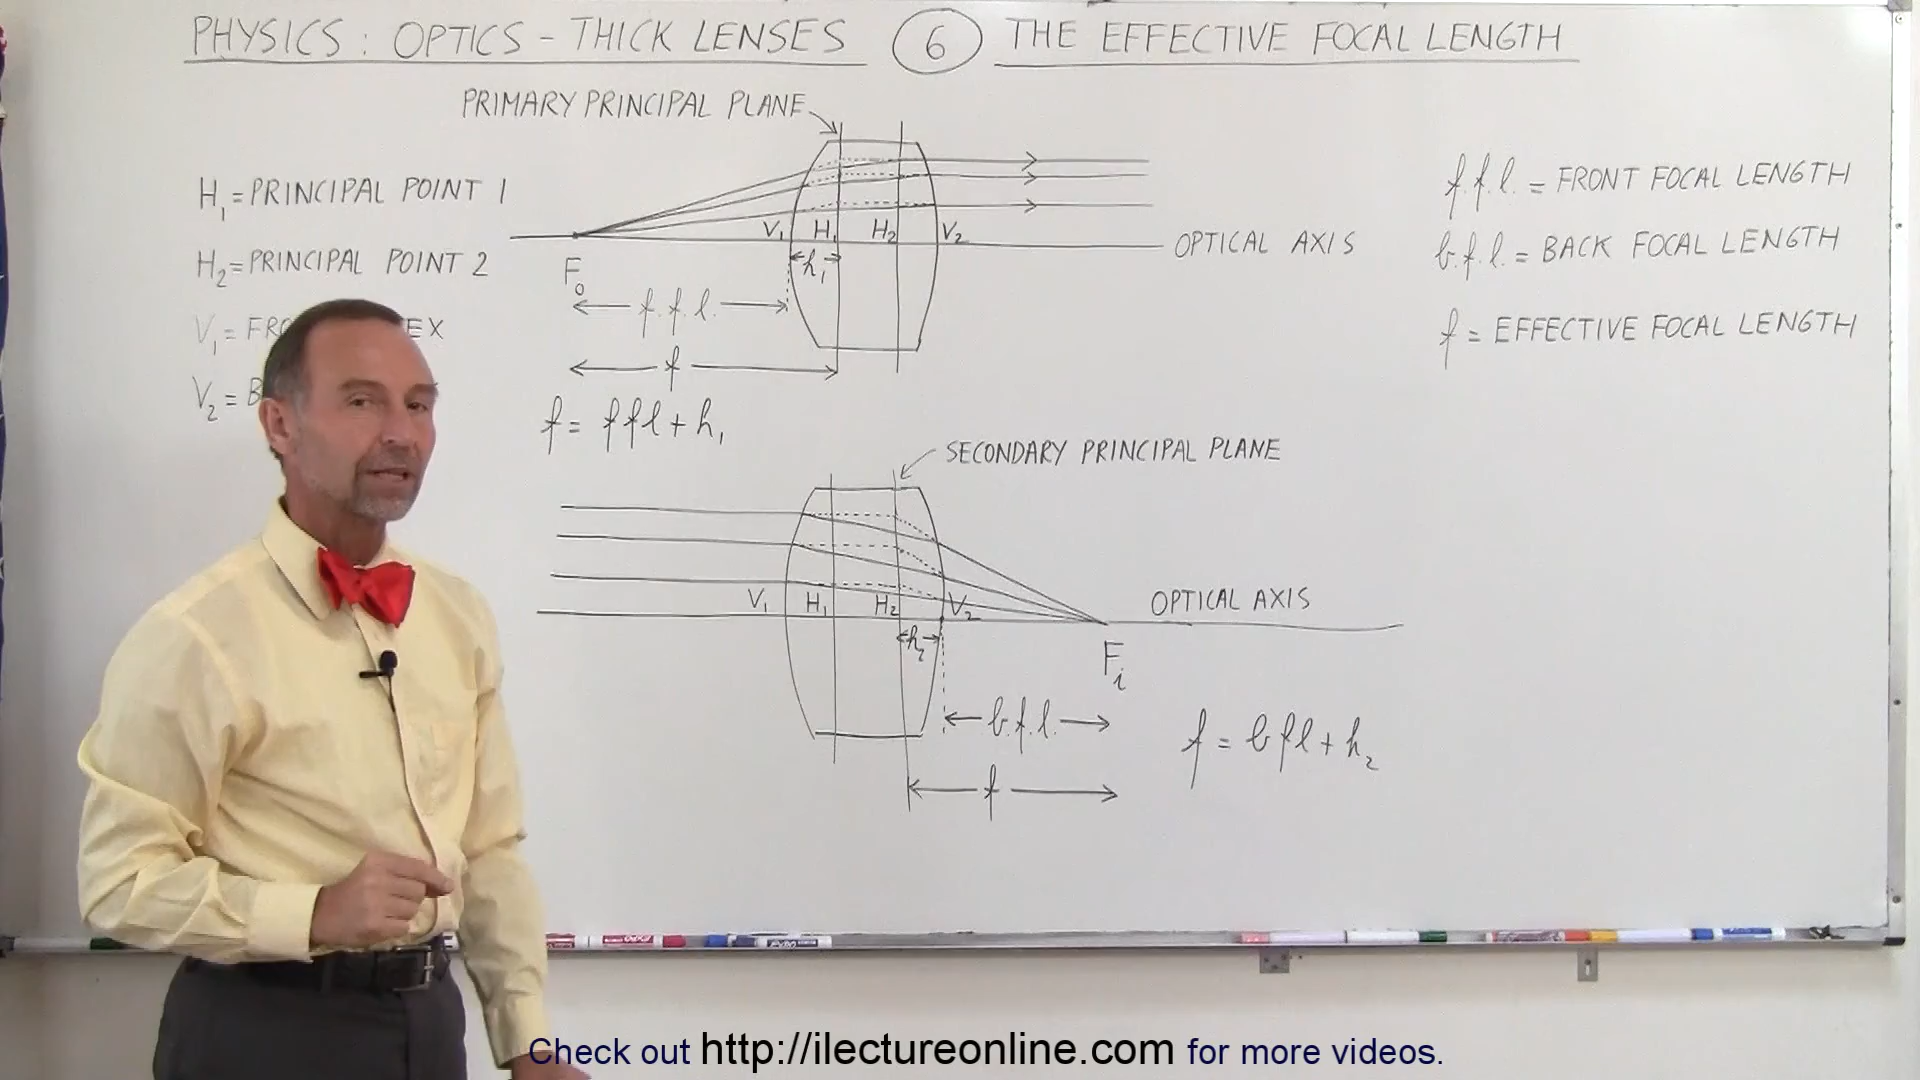 PHYSICS: OPTICS - THICK LENSES 6 THE EFFECTIVE FOCAL LENGTH
PRIMARY PRINCIPAL PLANE
H1 = PRINCIPAL POINT 1
H2 = PRINCIPAL POINT 2
V1 = FR EX
V2 = B
V1 H1 H2 V2
OPTICAL AXIS
h1
Fo
f.f.l.
f
f = ffl + h1
f.f.l. = FRONT FOCAL LENGTH
b.f.l. = BACK FOCAL LENGTH
f = EFFECTIVE FOCAL LENGTH
SECONDARY PRINCIPAL PLANE
V1 H1 H2 V2
OPTICAL AXIS
h2
Fi
b.f.l.
f
f = bfl + h2
EXPO
Check out http://ilectureonline.com for more videos.